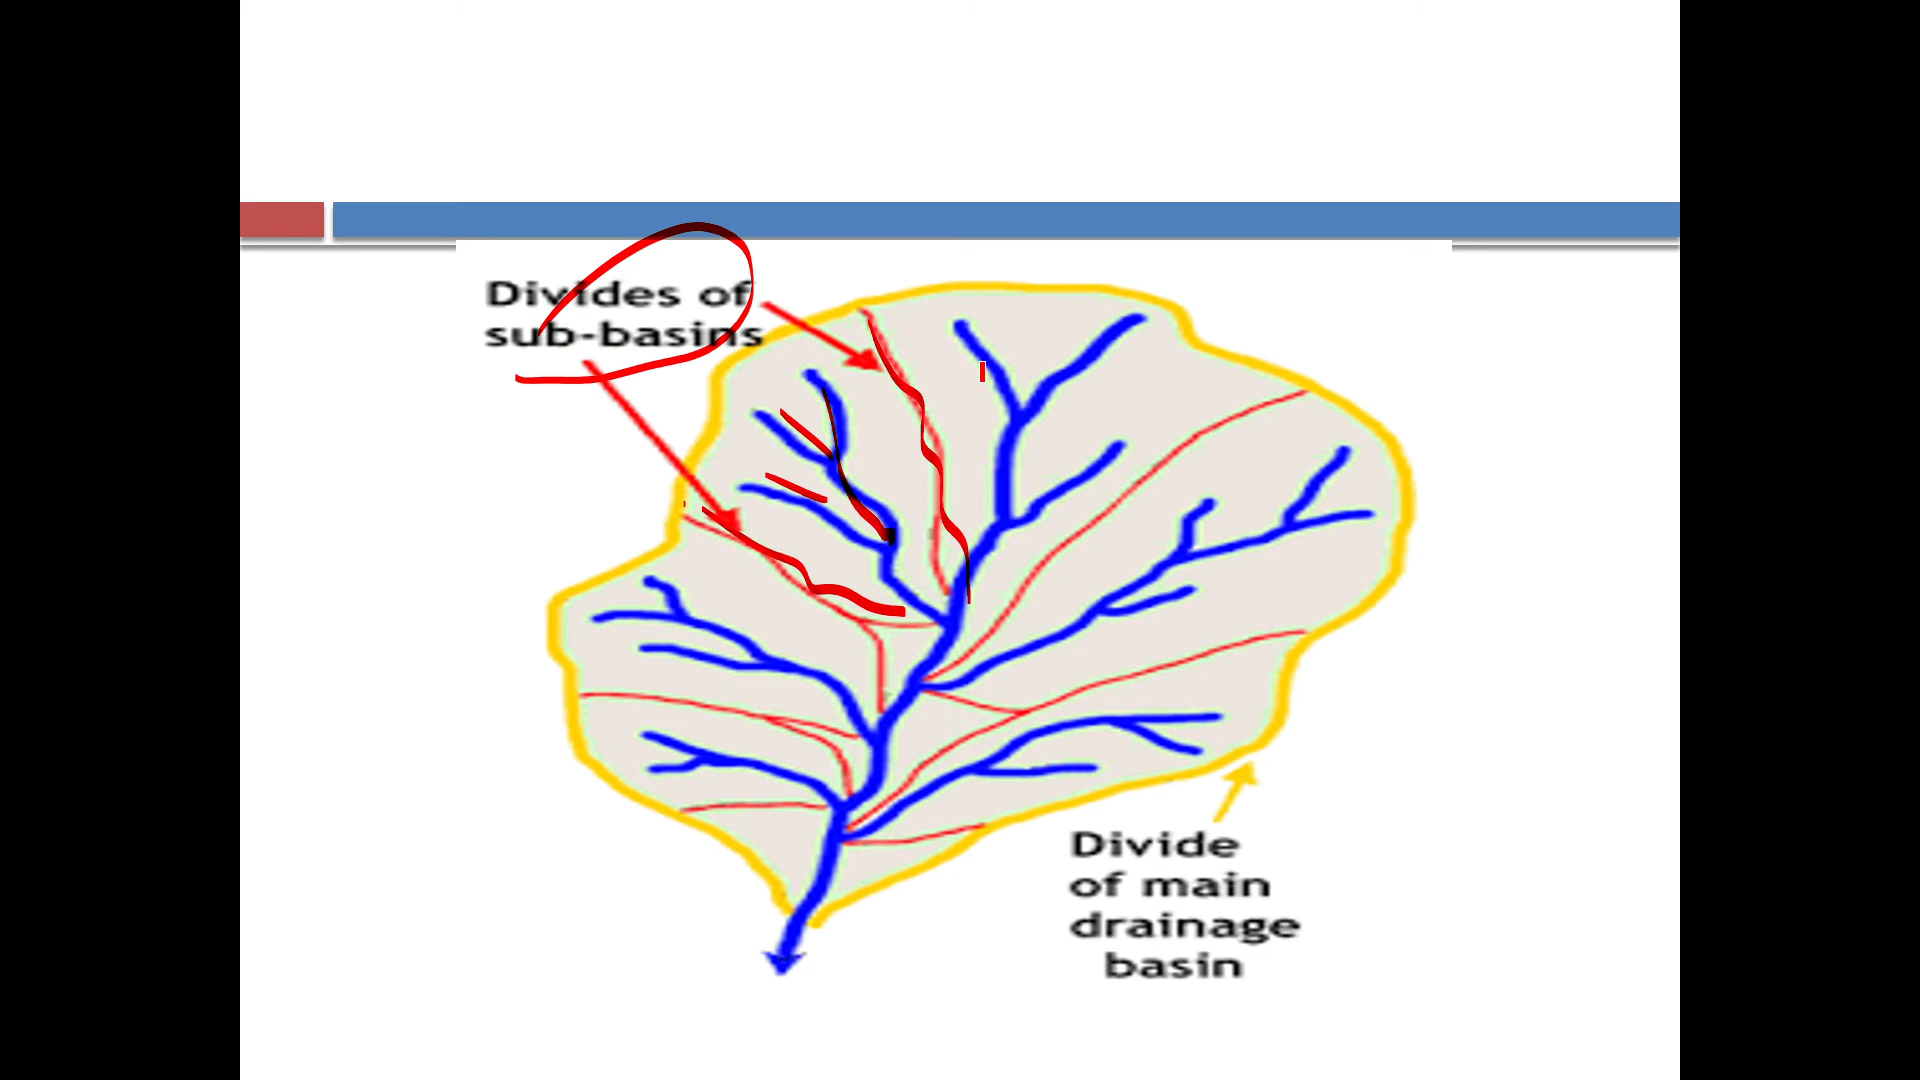 Divides of
sub-basins
Divide
of main
drainage
basin